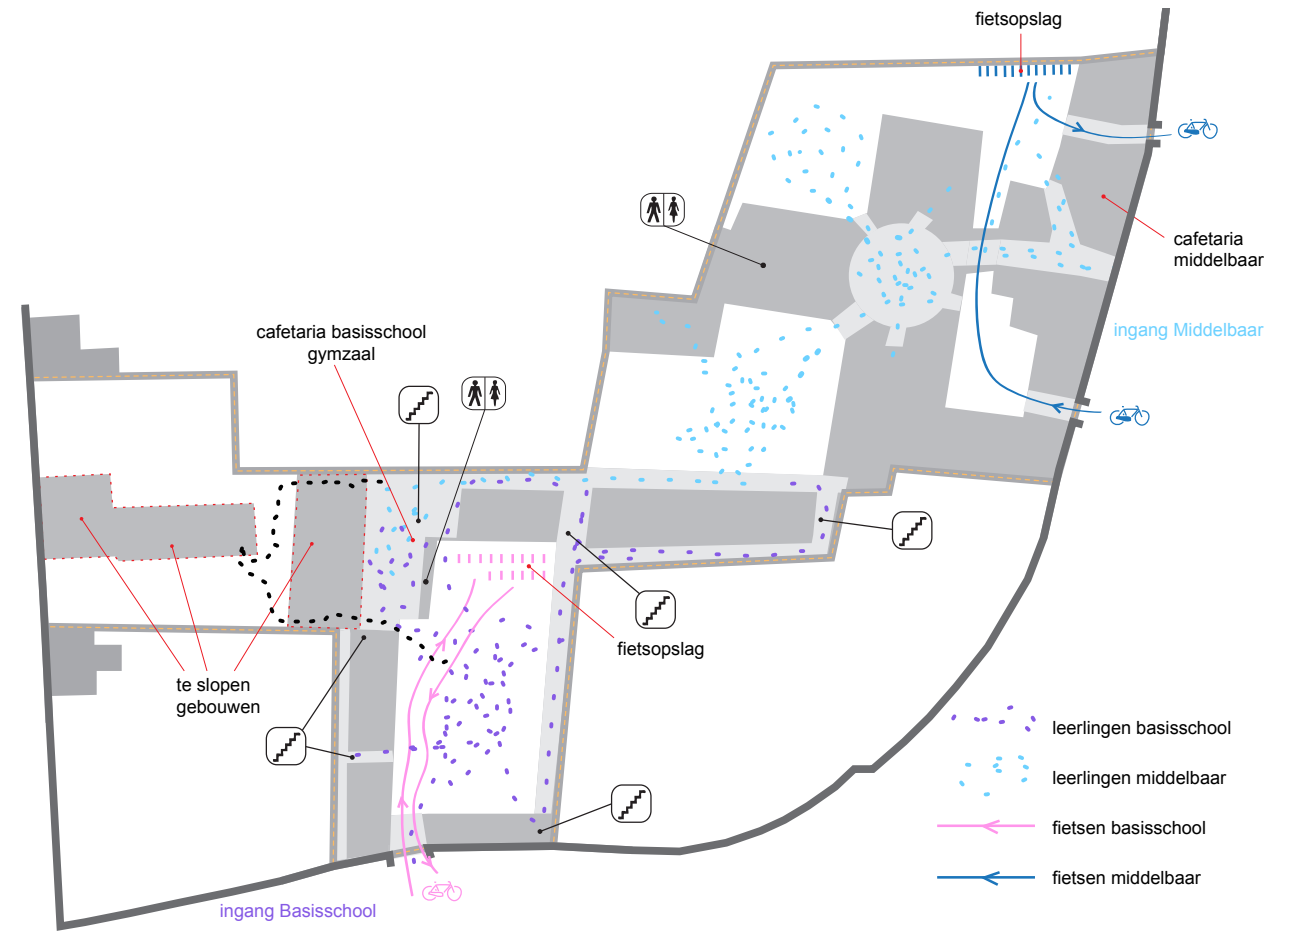 fietsopslag
cafetaria
middelbaar
ingang Middelbaar
cafetaria basisschool
gymzaal
fietsopslag
te slopen
gebouwen
ingang Basisschool
leerlingen basisschool
leerlingen middelbaar
fietsen basisschool
fietsen middelbaar